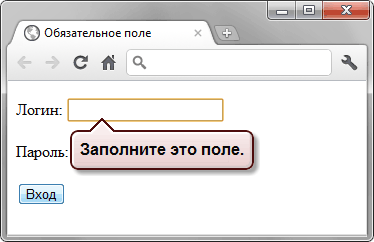 Обязательное поле
Логин:
Заполните это поле.
Пароль:
Вход